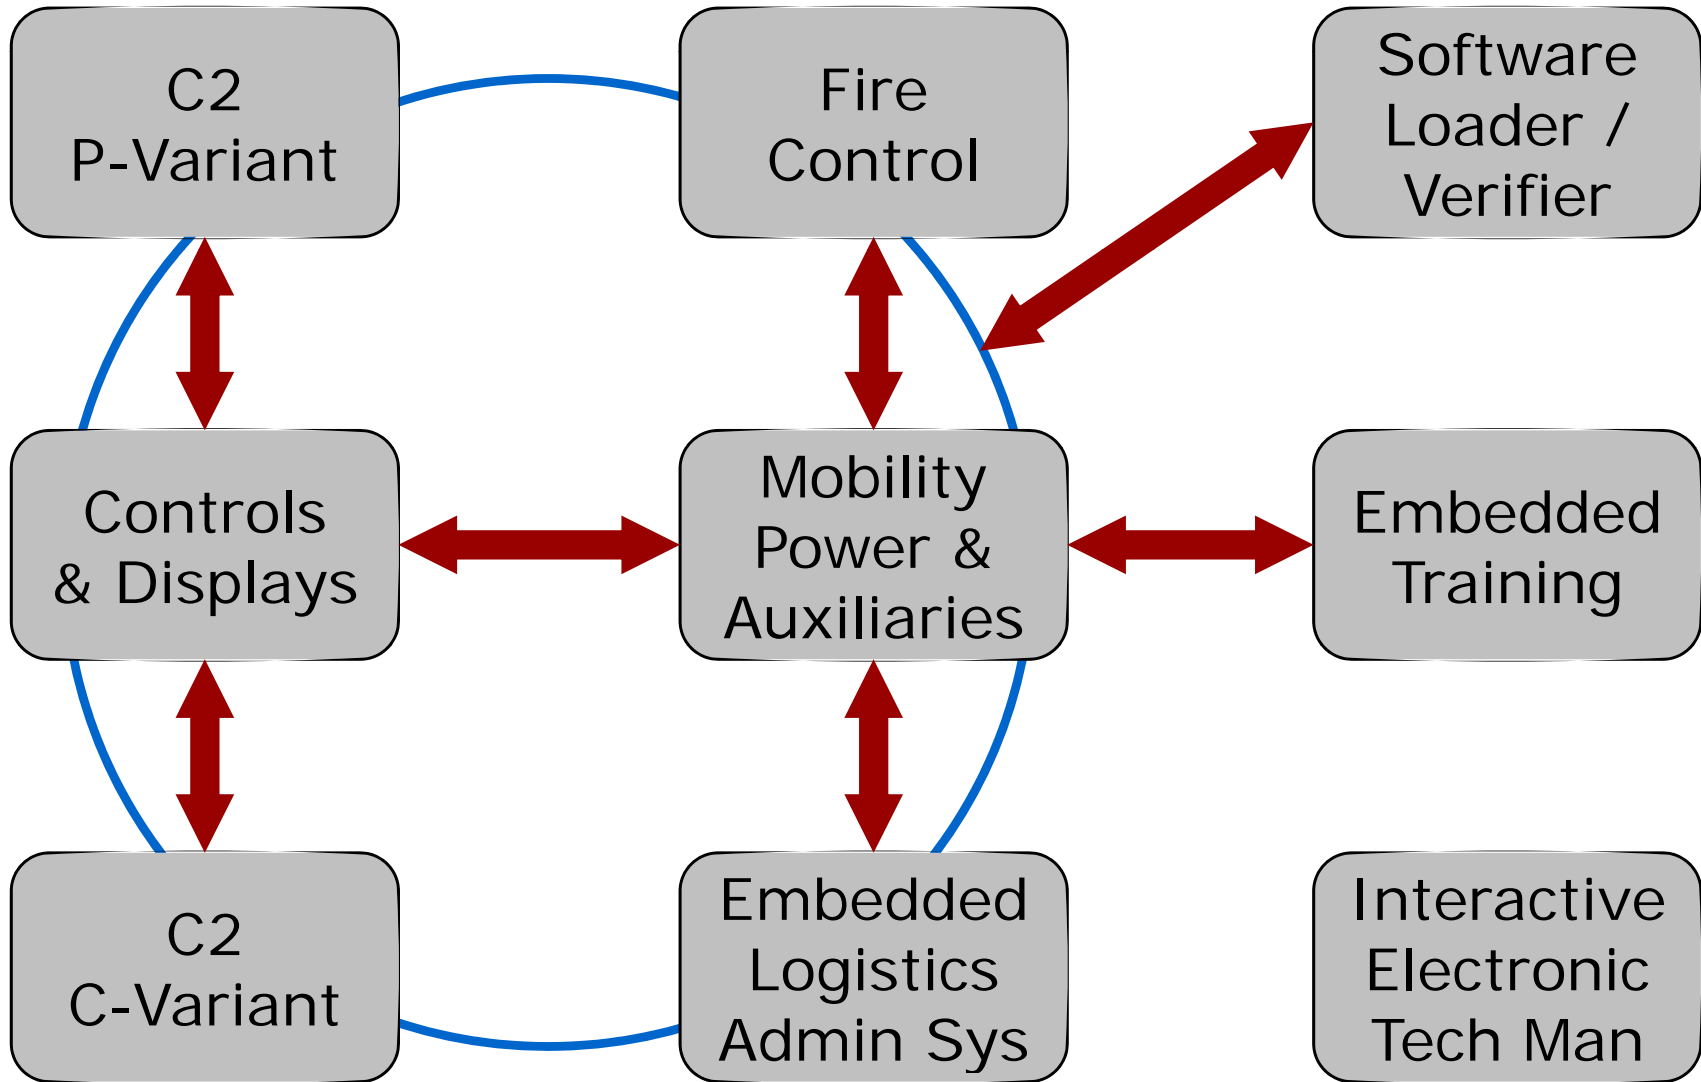 C2
P-Variant
Fire
Control
Software
Loader /
Verifier
Controls
& Displays
Mobility
Power &
Auxiliaries
Embedded
Training
C2
C-Variant
Embedded
Logistics
Admin Sys
Interactive
Electronic
Tech Man